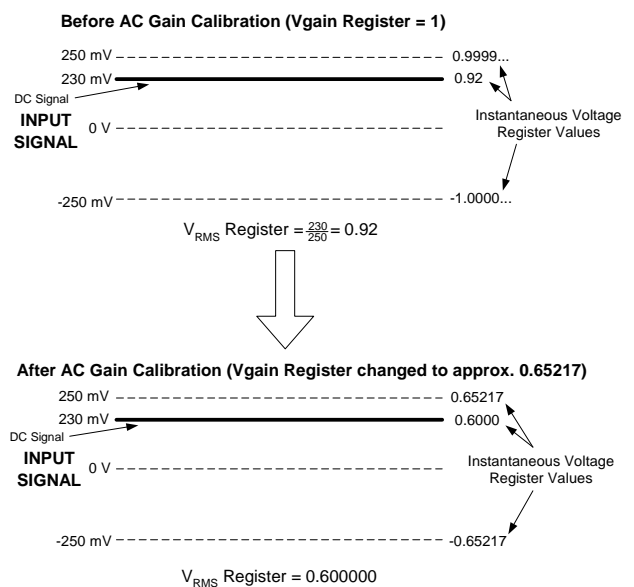 Before AC Gain Calibration (Vgain Register = 1)
250 mV
0.9999...
230 mV
0.92
DC Signal
INPUT
SIGNAL
0 V
Instantaneous Voltage
Register Values
-250 mV
-1.0000...
VRMS Register = 230/250 = 0.92
After AC Gain Calibration (Vgain Register changed to approx. 0.65217)
250 mV
0.65217
230 mV
0.6000
DC Signal
INPUT
SIGNAL
0 V
Instantaneous Voltage
Register Values
-250 mV
-0.65217
VRMS Register = 0.600000